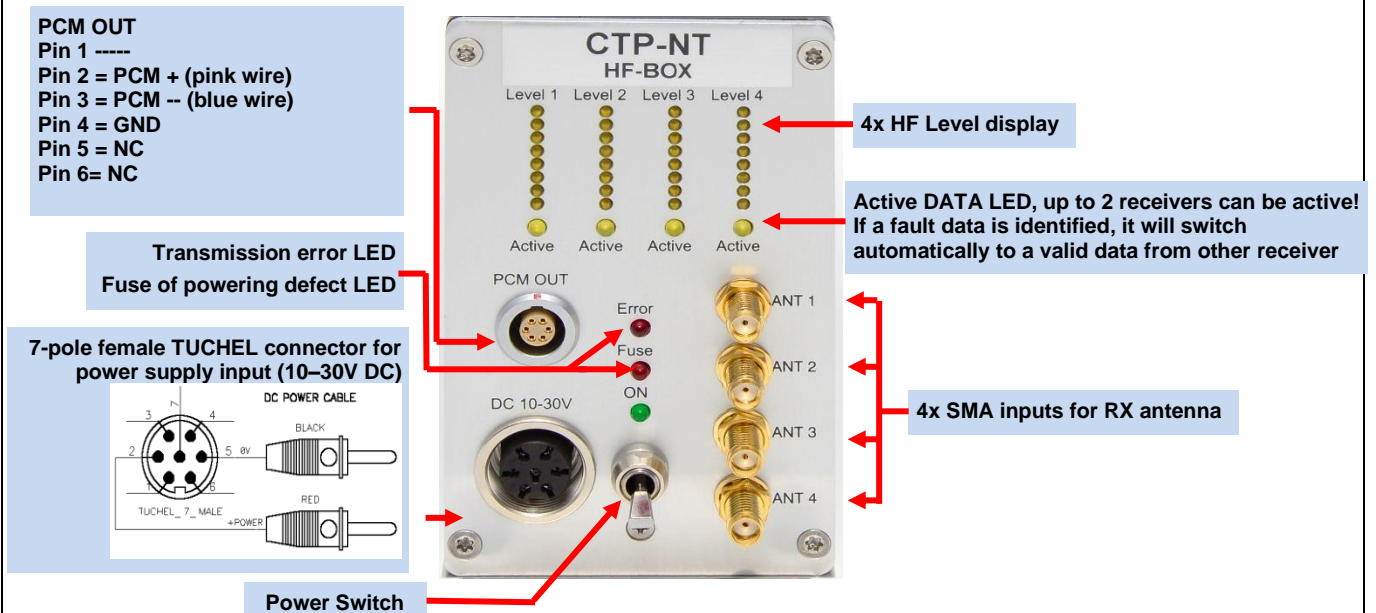 PCM OUT
Pin 1 -----
Pin 2 = PCM + (pink wire)
Pin 3 = PCM -- (blue wire)
Pin 4 = GND
Pin 5 = NC
Pin 6= NC
Transmission error LED
Fuse of powering defect LED
7-pole female TUCHEL connector for
power supply input (10–30V DC)
DC POWER CABLE
7
3
4
BLACK
2
5
0V
1
6
RED
TUCHEL_ 7_ MALE
+POWER
Power Switch
CTP-NT
HF-BOX
Level 1 Level 2 Level 3 Level 4
Active Active Active Active
PCM OUT
Error
Fuse
ON
DC 10-30V
ANT 1
ANT 2
ANT 3
ANT 4
4x HF Level display
Active DATA LED, up to 2 receivers can be active!
If a fault data is identified, it will switch
automatically to a valid data from other receiver
4x SMA inputs for RX antenna